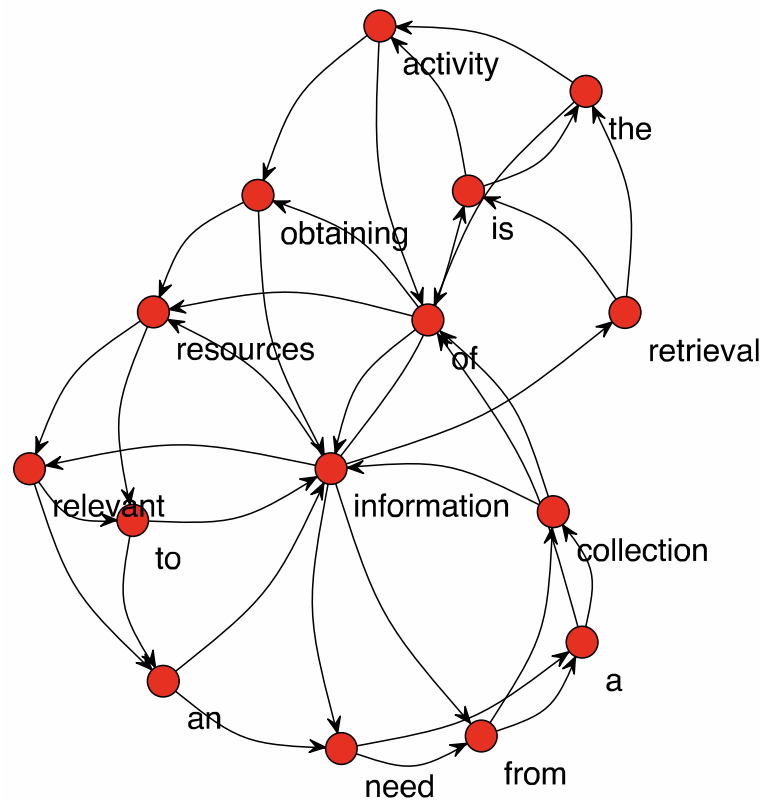 activity
the
obtaining
is
resources
of
retrieval
relevant
information
to
collection
a
an
need
from